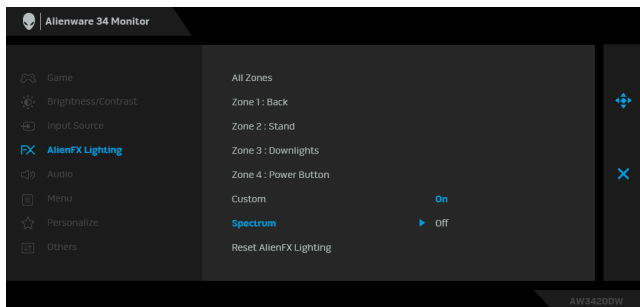 Alienware 34 Monitor
Game
Brightness/Contrast
Input Source
FX AlienFX Lighting
Audio
Menu
Personalize
Others
All Zones
Zone 1 : Back
Zone 2 : Stand
Zone 3 : Downlights
Zone 4 : Power Button
Custom On
Spectrum Off
Reset AlienFX Lighting
AW3420DW